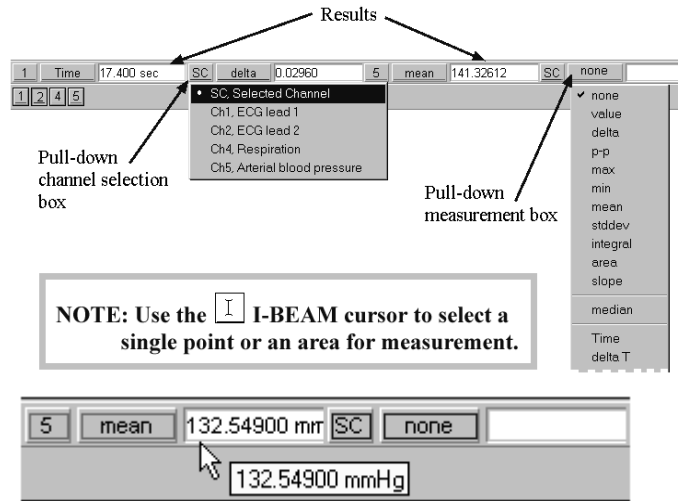 Results
1 Time 17.400 sec SC delta 0.02960 5 mean 141.32612 SC none
1 2 4 5
• SC, Selected Channel
Ch1, ECG lead 1
Ch2, ECG lead 2
Ch4, Respiration
Ch5, Arterial blood pressure
Pull-down
channel selection
box
Pull-down
measurement box
✓ none
value
delta
p-p
max
min
mean
stddev
integral
area
slope
median
Time
delta T
NOTE: Use the I I-BEAM cursor to select a
single point or an area for measurement.
5 mean 132.54900 mm SC none
132.54900 mmHg